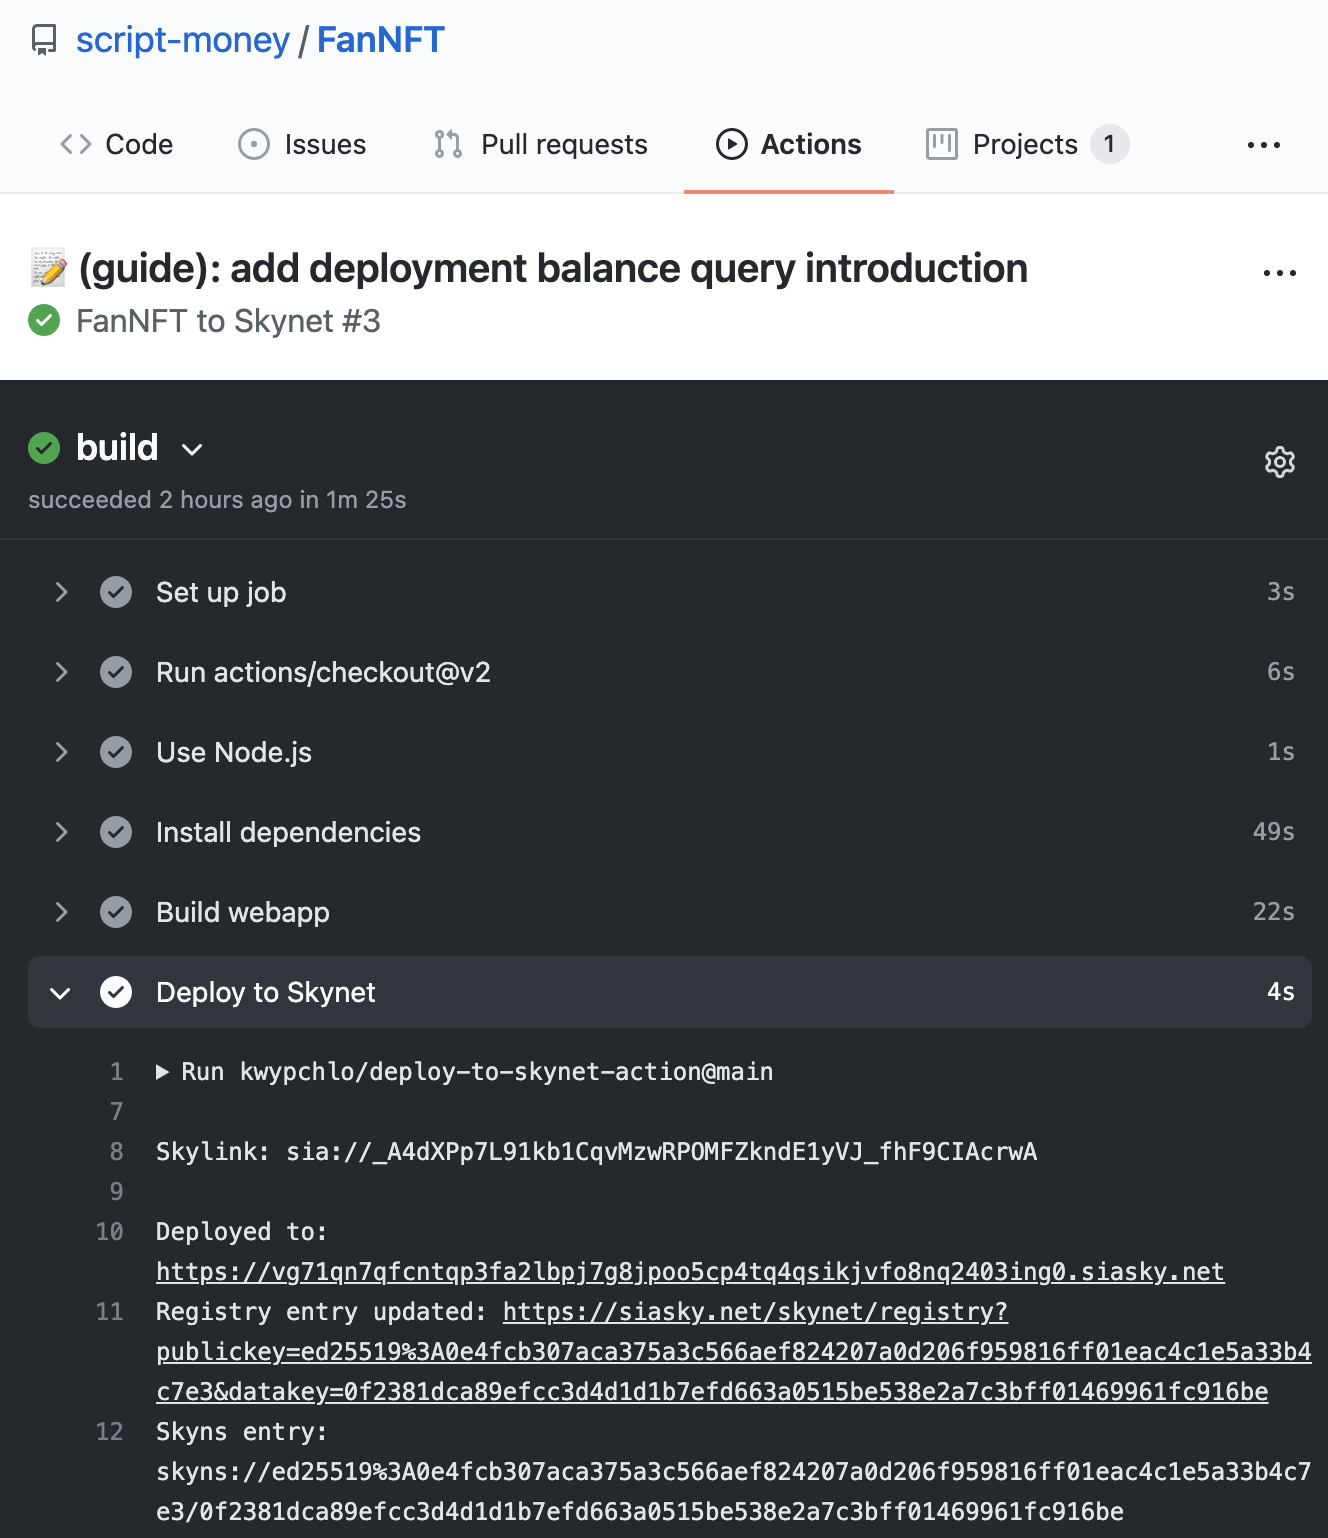 script-money / FanNFT
Code Issues Pull requests Actions Projects 1 ...
📝 (guide): add deployment balance query introduction ...
FanNFT to Skynet #3
build
succeeded 2 hours ago in 1m 25s
Set up job 3s
Run actions/checkout@v2 6s
Use Node.js 1s
Install dependencies 49s
Build webapp 22s
Deploy to Skynet 4s
1 ▶ Run kwypchlo/deploy-to-skynet-action@main
7
8 Skylink: sia://_A4dXPp7L91kb1CqvMzwRPOMFZkndE1yVJ_fhF9CIAcrwA
9
10 Deployed to:
https://vg71qn7qfcntqp3fa2lbpj7g8jpoo5cp4tq4qsikjvfo8nq2403ing0.siasky.net
11 Registry entry updated: https://siasky.net/skynet/registry?
publickey=ed25519%3A0e4fcb307aca375a3c566aef824207a0d206f959816ff01eac4c1e5a33b4
c7e3&datakey=0f2381dca89efcc3d4d1d1b7efd663a0515be538e2a7c3bff01469961fc916be
12 Skyns entry:
skyns://ed25519%3A0e4fcb307aca375a3c566aef824207a0d206f959816ff01eac4c1e5a33b4c7
e3/0f2381dca89efcc3d4d1d1b7efd663a0515be538e2a7c3bff01469961fc916be